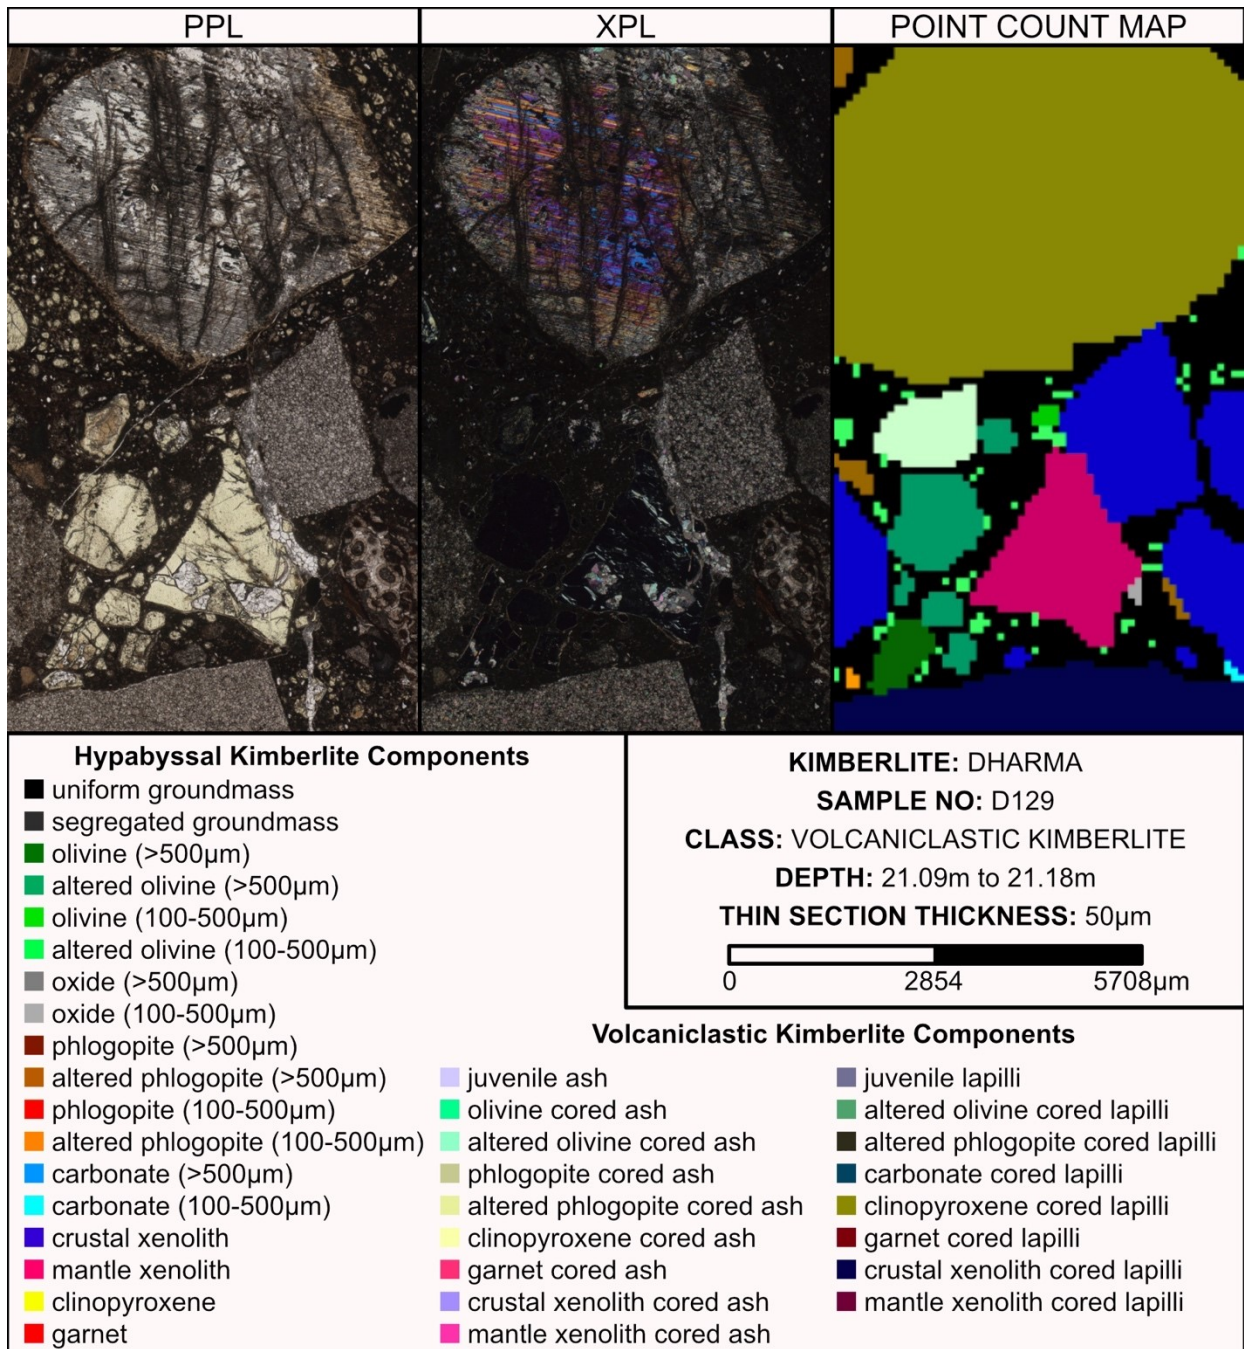 PPL
XPL
POINT COUNT MAP
Hypabyssal Kimberlite Components
uniform groundmass
segregated groundmass
olivine (>500µm)
altered olivine (>500µm)
olivine (100-500µm)
altered olivine (100-500µm)
oxide (>500µm)
oxide (100-500µm)
phlogopite (>500µm)
altered phlogopite (>500µm)
phlogopite (100-500µm)
altered phlogopite (100-500µm)
carbonate (>500µm)
carbonate (100-500µm)
crustal xenolith
mantle xenolith
clinopyroxene
garnet
KIMBERLITE: DHARMA
SAMPLE NO: D129
CLASS: VOLCANICLASTIC KIMBERLITE
DEPTH: 21.09m to 21.18m
THIN SECTION THICKNESS: 50µm
0 2854 5708µm
Volcaniclastic Kimberlite Components
juvenile ash
olivine cored ash
altered olivine cored ash
phlogopite cored ash
altered phlogopite cored ash
clinopyroxene cored ash
garnet cored ash
crustal xenolith cored ash
mantle xenolith cored ash
juvenile lapilli
altered olivine cored lapilli
altered phlogopite cored lapilli
carbonate cored lapilli
clinopyroxene cored lapilli
garnet cored lapilli
crustal xenolith cored lapilli
mantle xenolith cored lapilli